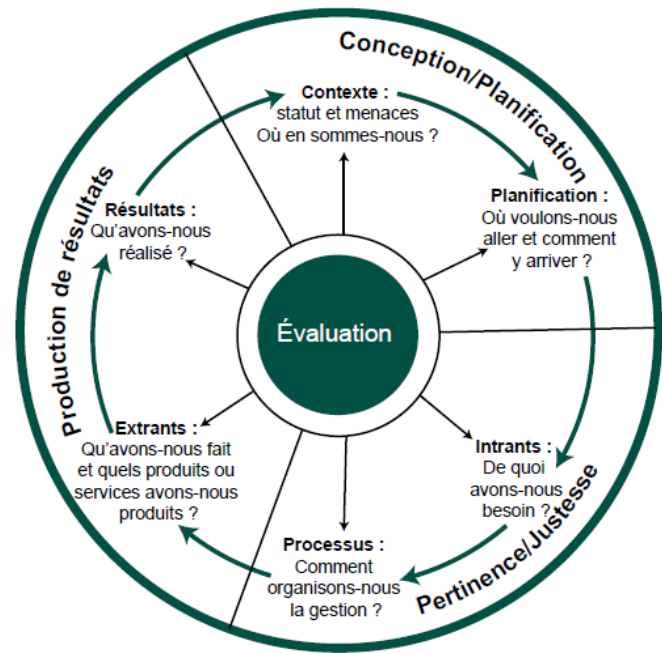 Conception/Planification
Contexte :
statut et menaces
Où en sommes-nous ?
Planification :
Où voulons-nous
aller et comment
y arriver ?
Pertinence/Justesse
Intrants :
De quoi
avons-nous
besoin ?
Processus :
Comment
organisons-nous
la gestion ?
Production de résultats
Extrants :
Qu'avons-nous fait
et quels produits ou
services avons-nous
produits ?
Résultats :
Qu'avons-nous
réalisé ?
Évaluation